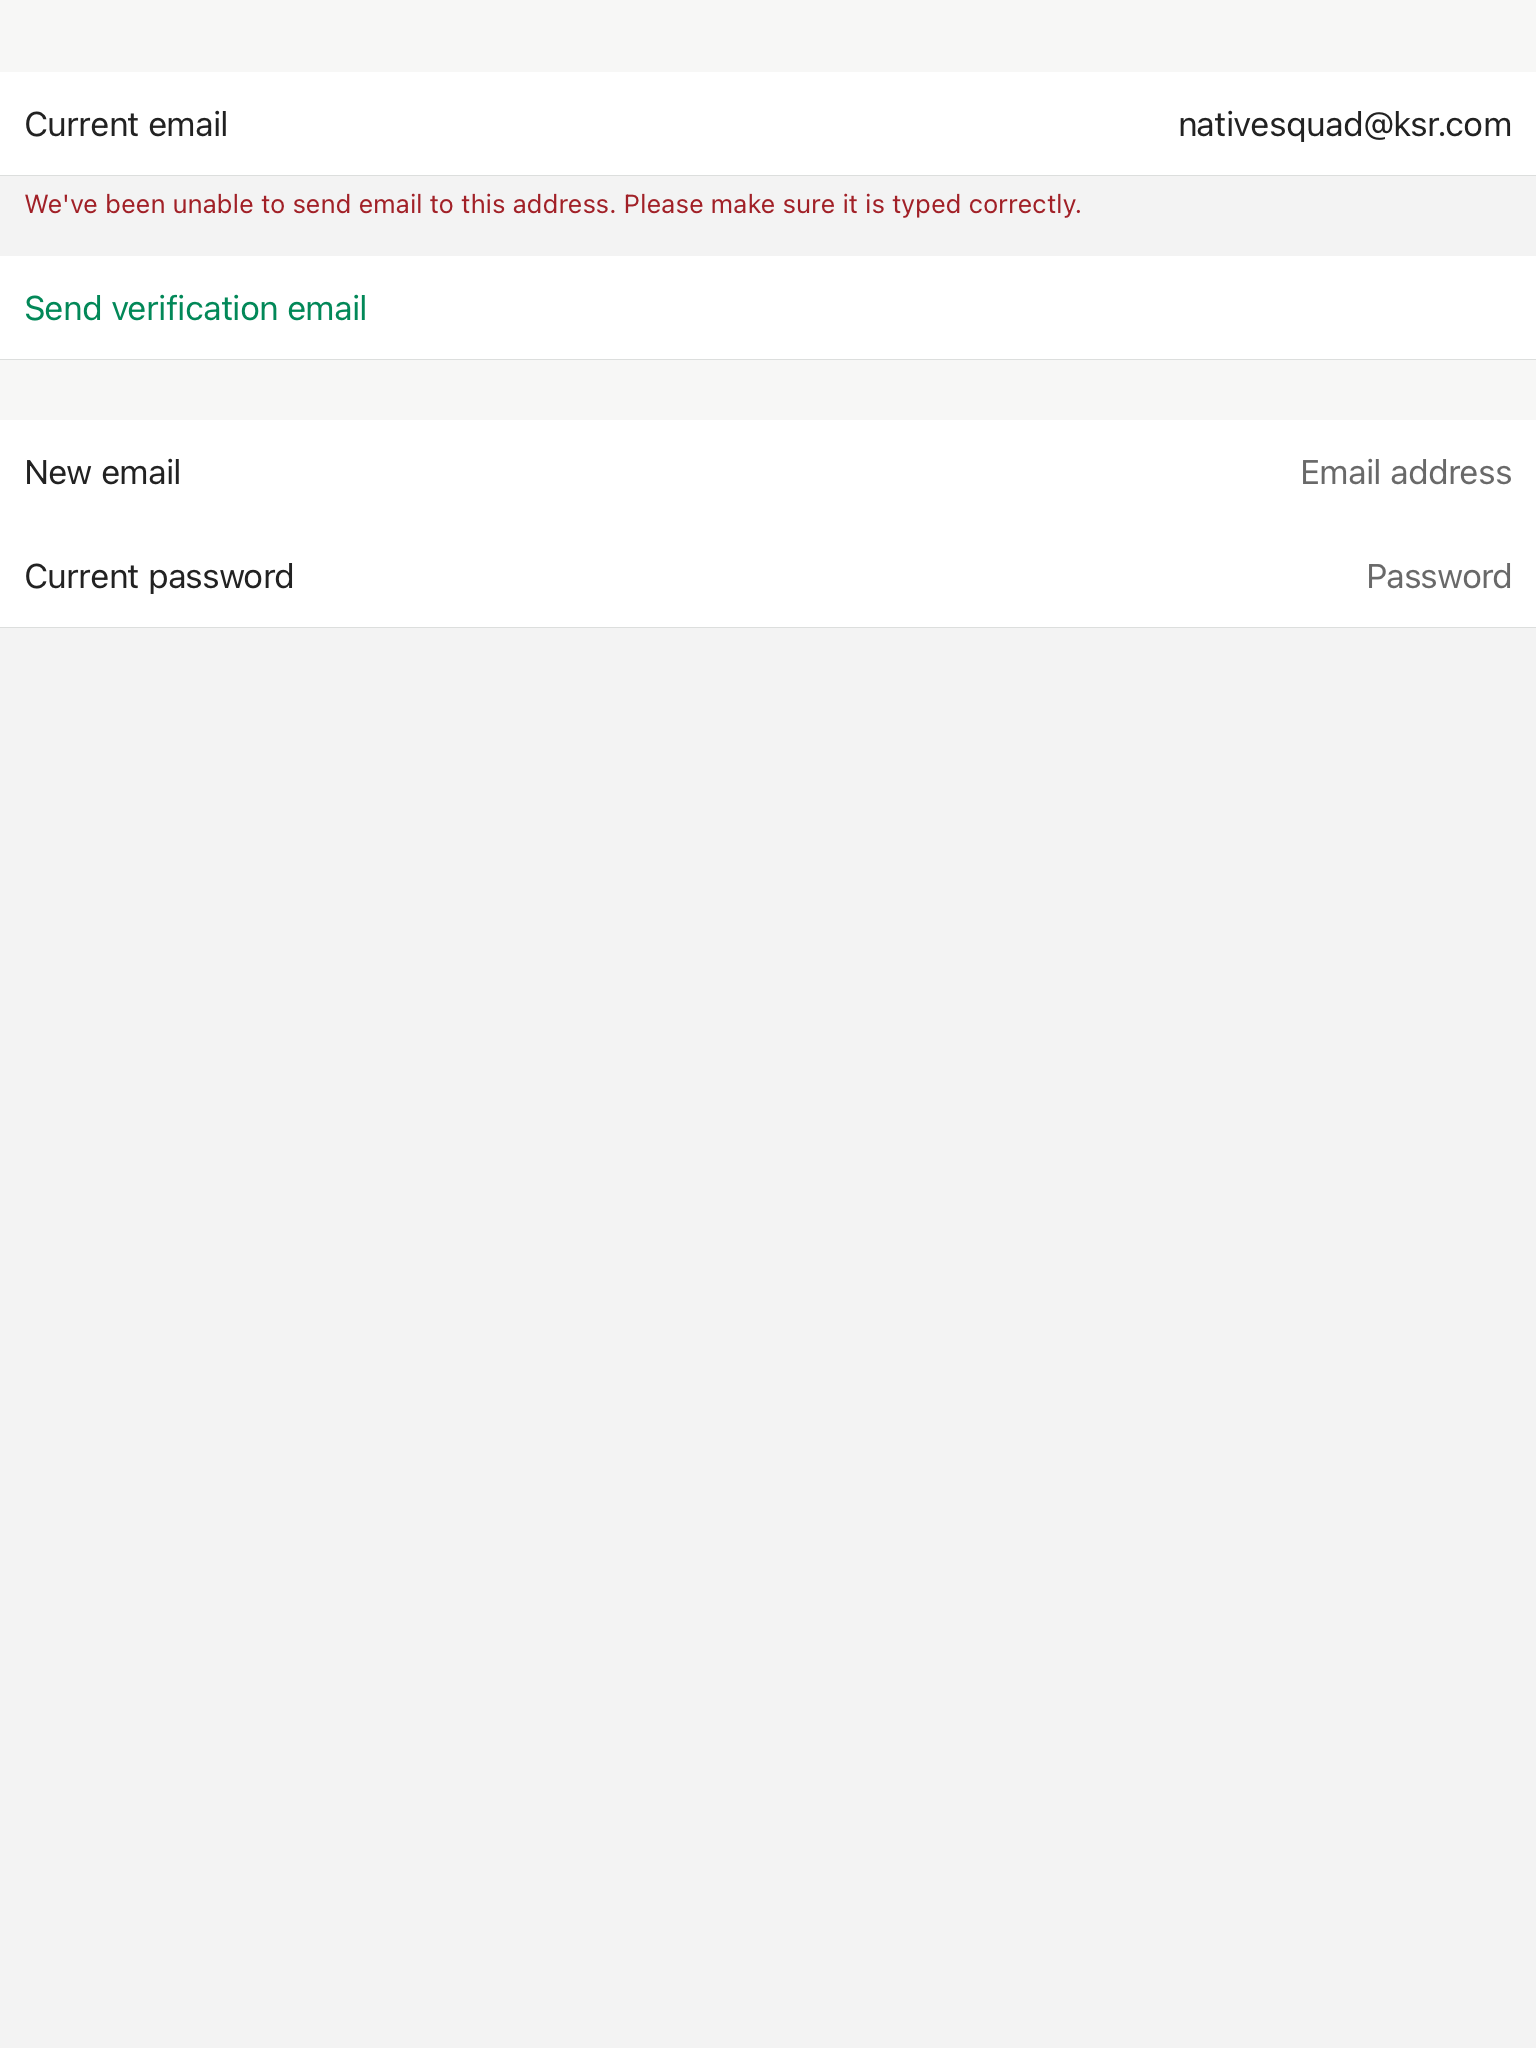 Current email nativesquad@ksr.com
We've been unable to send email to this address. Please make sure it is typed correctly.
Send verification email
New email Email address
Current password Password